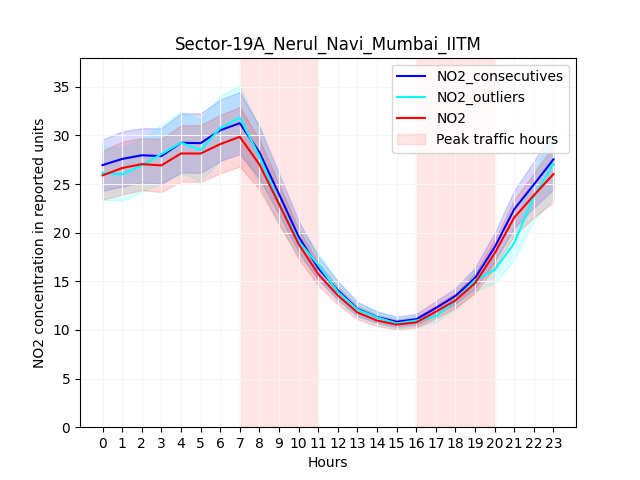 Sector-19A_Nerul_Navi_Mumbai_IITM
NO2_consecutives
NO2_outliers
NO2
Peak traffic hours
NO2 concentration in reported units
35
30
25
20
15
10
5
0
0 1 2 3 4 5 6 7 8 9 10 11 12 13 14 15 16 17 18 19 20 21 22 23
Hours